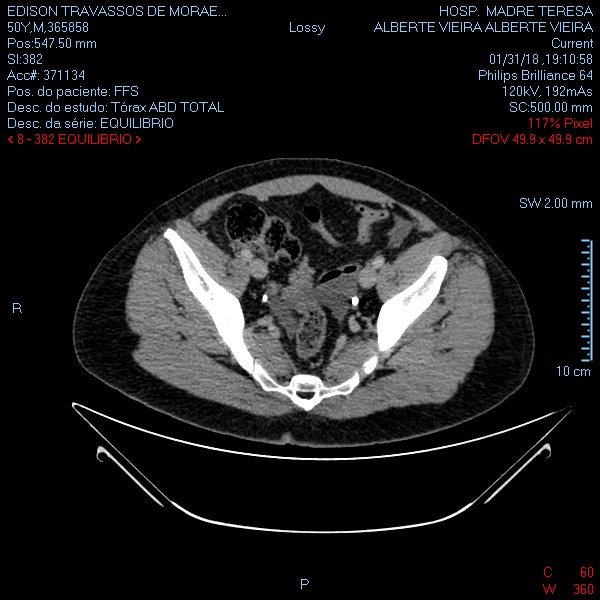 EDISON TRAVASSOS DE MORAE...
50Y,M,365858
Pos:547.50 mm
SI:382
Acc#: 371134
Pos. do paciente: FFS
Desc. do estudo: Tórax ABD TOTAL
Desc. da série: EQUILIBRIO
< 8 - 382 EQUILIBRIO >
Lossy
HOSP. MADRE TERESA
ALBERTE VIEIRA ALBERTE VIEIRA
Current
01/31/18 ,19:10:58
Philips Brilliance 64
120kV, 192mAs
SC:500.00 mm
117% Pixel
DFOV 49.9 x 49.9 cm
SW 2.00 mm
R
10 cm
P
C 60
W 360